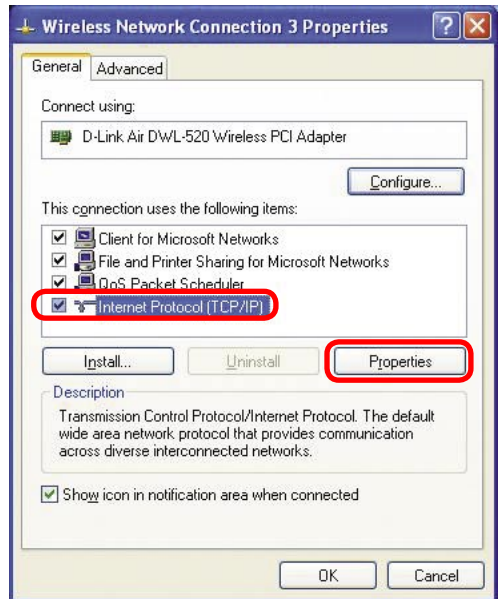 Wireless Network Connection 3 Properties
General
Advanced
Connect using:
D-Link Air DWL-520 Wireless PCI Adapter
Configure...
This connection uses the following items:
Client for Microsoft Networks
File and Printer Sharing for Microsoft Networks
QoS Packet Scheduler
Internet Protocol (TCP/IP)
Install...
Uninstall
Properties
Description
Transmission Control Protocol/Internet Protocol. The default
wide area network protocol that provides communication
across diverse interconnected networks.
Show icon in notification area when connected
OK
Cancel